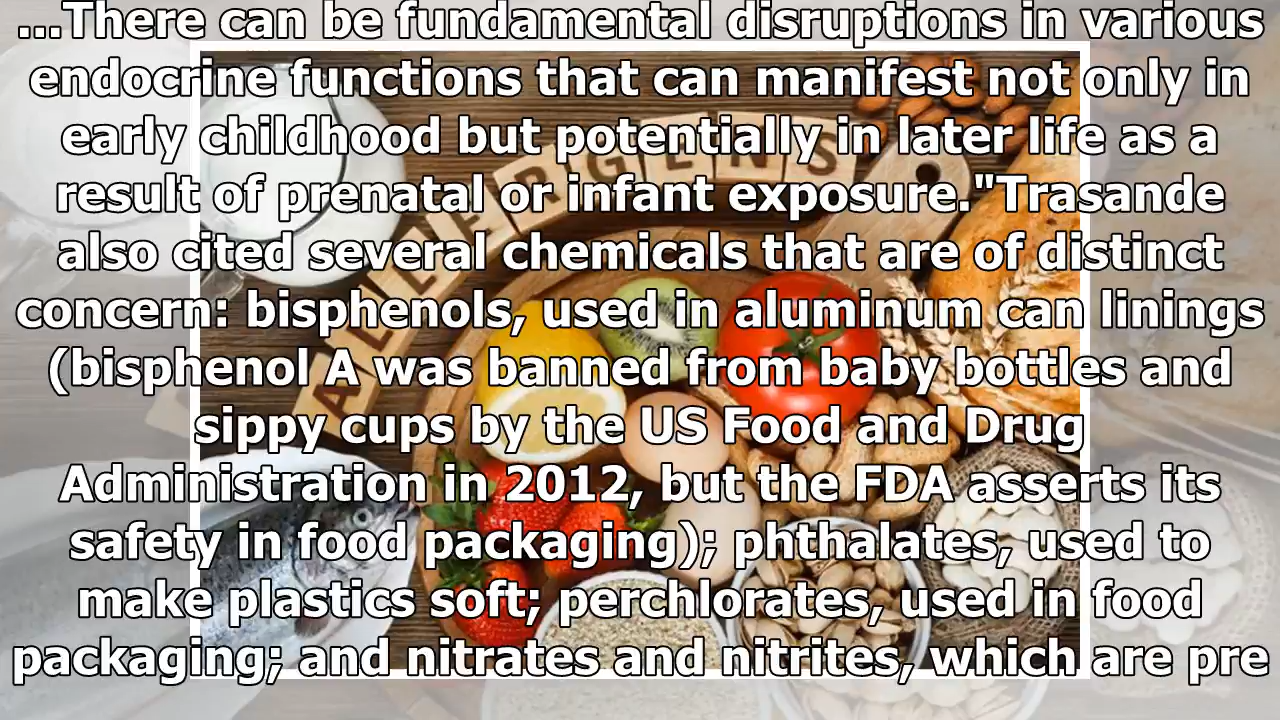 ...There can be fundamental disruptions in various
endocrine functions that can manifest not only in
early childhood but potentially in later life as a
result of prenatal or infant exposure."Trasande
also cited several chemicals that are of distinct
concern: bisphenols, used in aluminum can linings
(bisphenol A was banned from baby bottles and
sippy cups by the US Food and Drug
Administration in 2012, but the FDA asserts its
safety in food packaging); phthalates, used to
make plastics soft; perchlorates, used in food
packaging; and nitrates and nitrites, which are pre
ALLERGENS